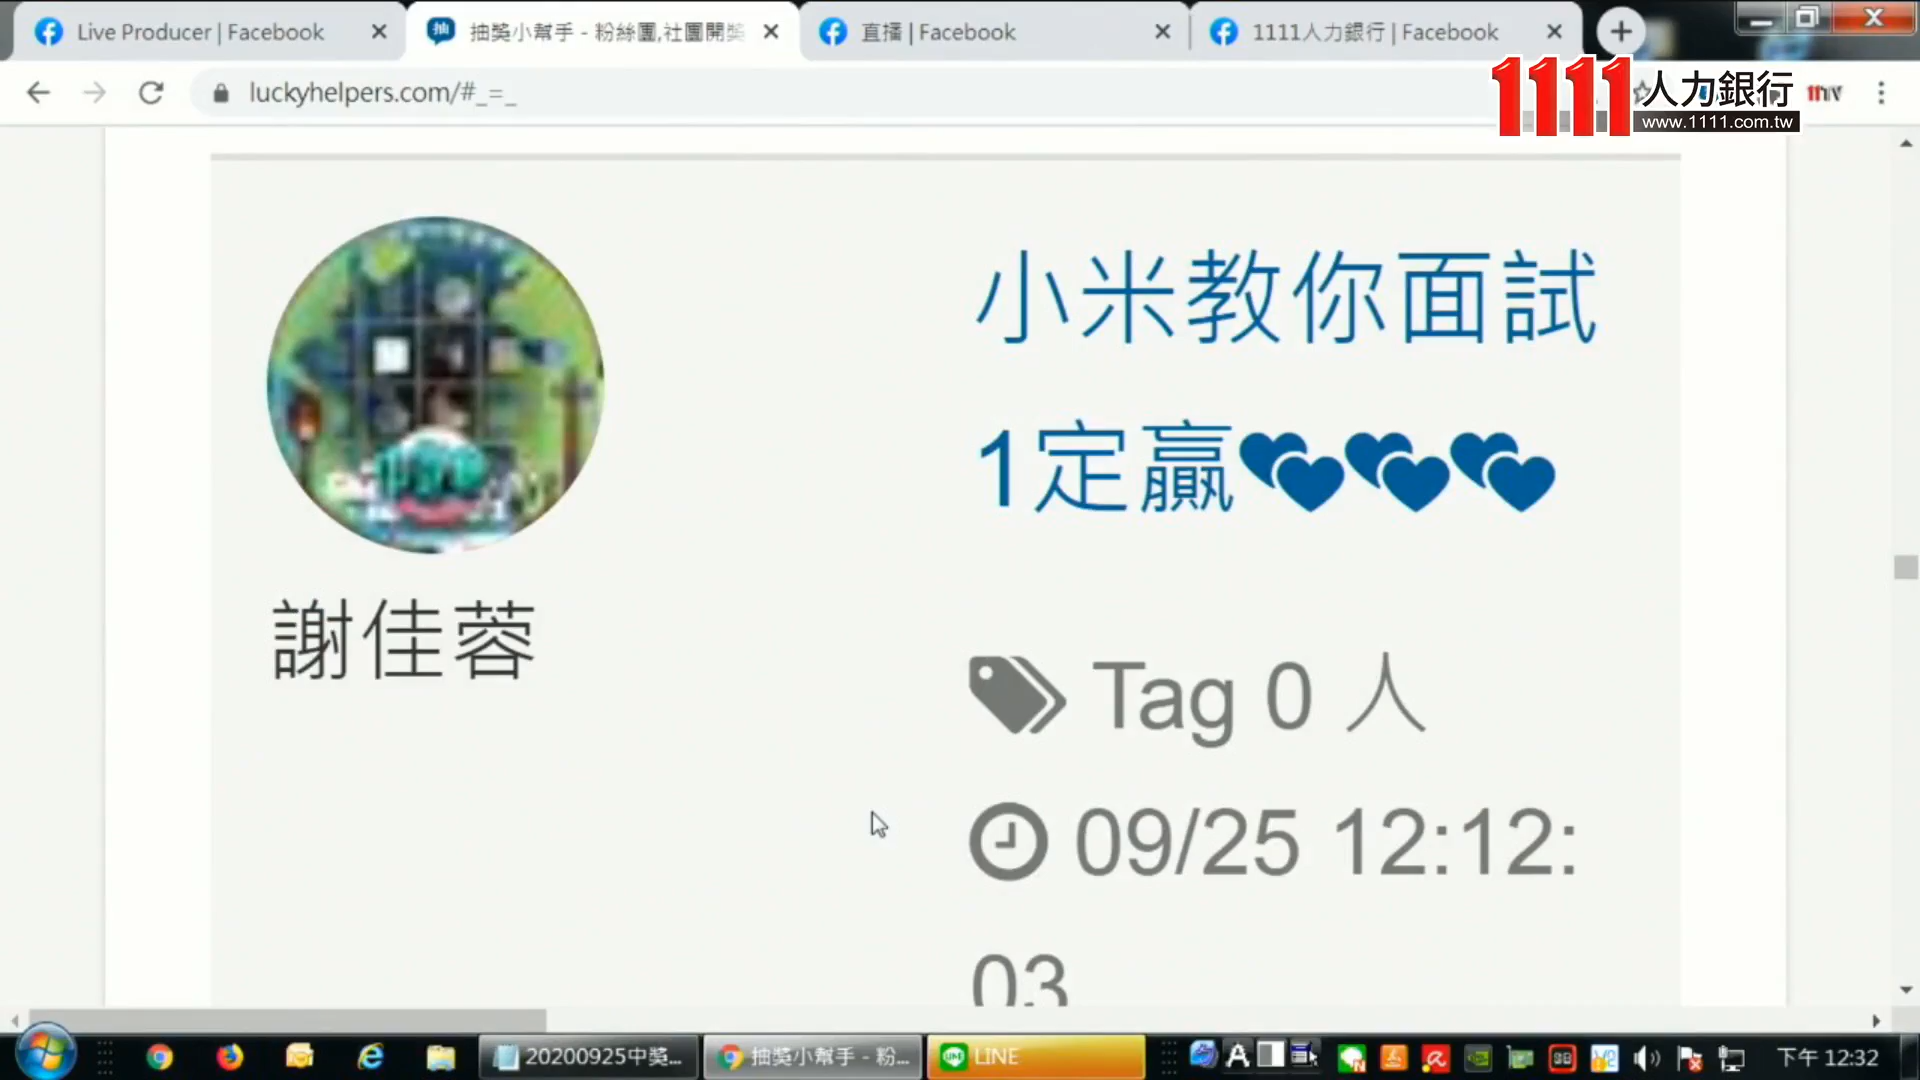 Live Producer | Facebook
抽獎小幫手 - 粉絲團,社團開獎
直播 | Facebook
1111人力銀行 | Facebook
luckyhelpers.com/#_=_
1111人力銀行
www.1111.com.tw
小米教你面試
1定贏
謝佳蓉
Tag 0 人
09/25 12:12:
03
20200925中獎...
抽獎小幫手 - 粉...
LINE
下午 12:32